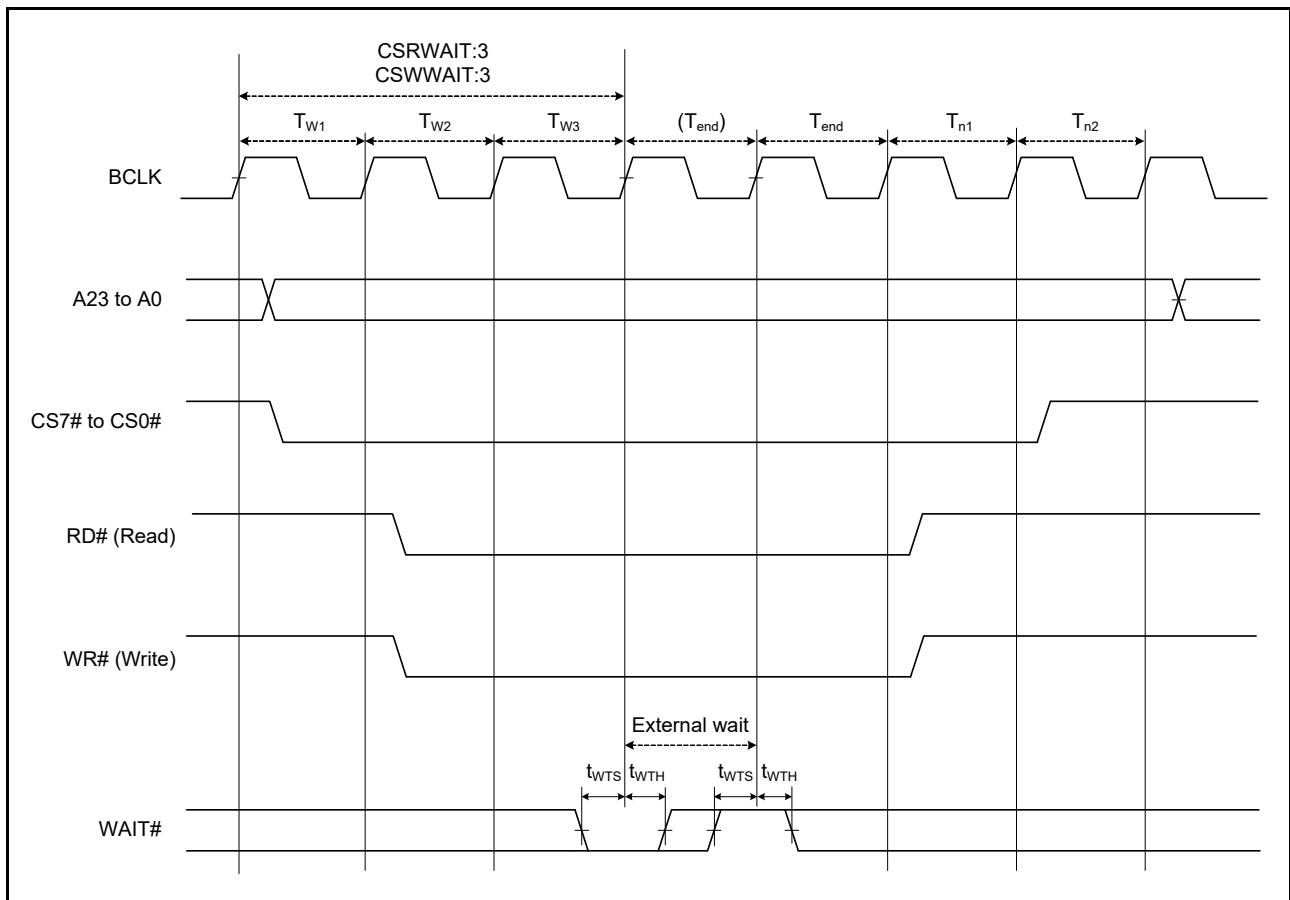 CSRWAIT:3
CSWWAIT:3
TW1 TW2 TW3 (Tend) Tend Tn1 Tn2
BCLK
A23 to A0
CS7# to CS0#
RD# (Read)
WR# (Write)
External wait
tWTS tWTH tWTS tWTH
WAIT#